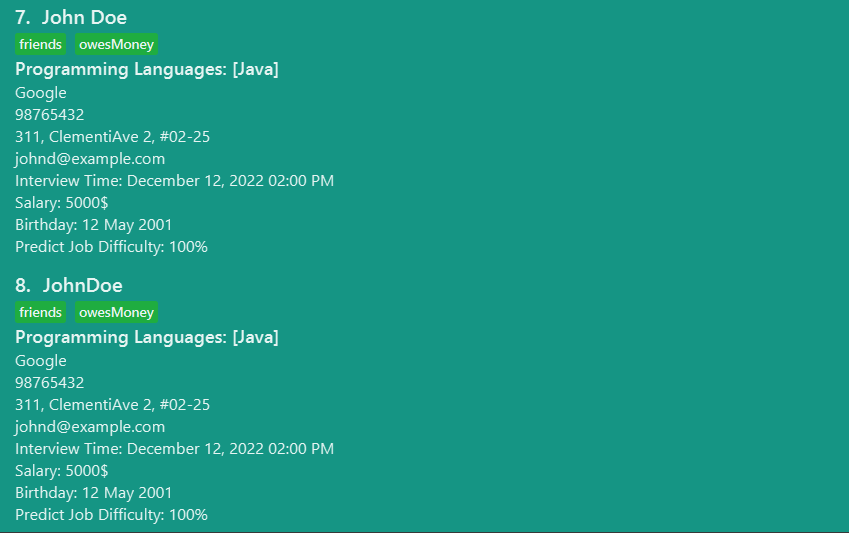 7. John Doe
friends owesMoney
Programming Languages: [Java]
Google
98765432
311, ClementiAve 2, #02-25
johnd@example.com
Interview Time: December 12, 2022 02:00 PM
Salary: 5000$
Birthday: 12 May 2001
Predict Job Difficulty: 100%
8. JohnDoe
friends owesMoney
Programming Languages: [Java]
Google
98765432
311, ClementiAve 2, #02-25
johnd@example.com
Interview Time: December 12, 2022 02:00 PM
Salary: 5000$
Birthday: 12 May 2001
Predict Job Difficulty: 100%